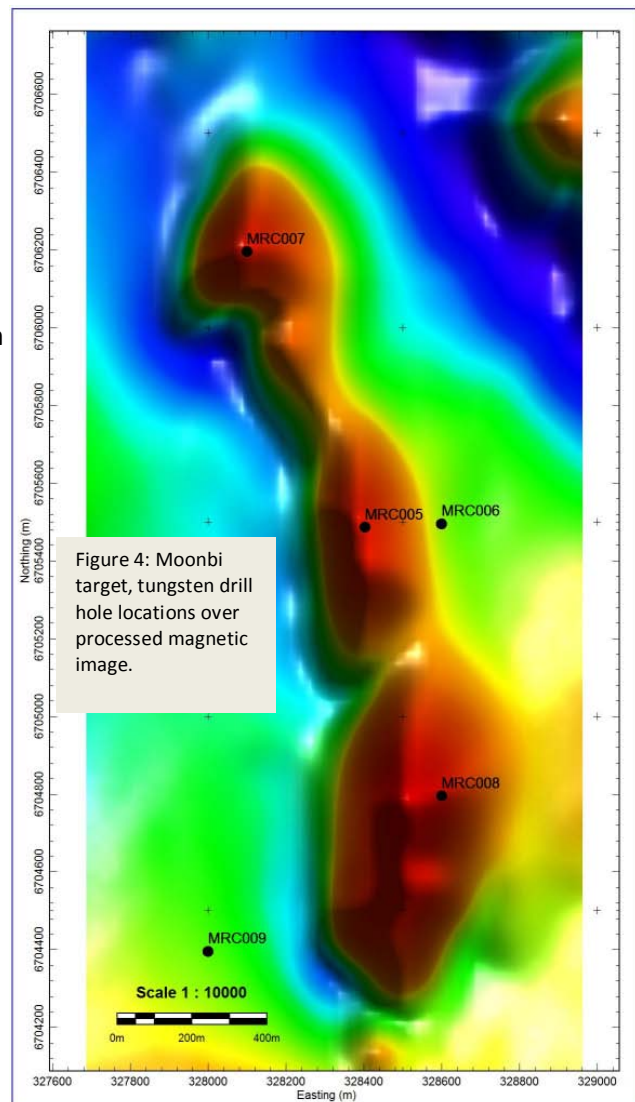 6706600
6706400
6706200
6706000
6705800
6705600
6705400
6705200
6705000
6704800
6704600
6704400
6704200
Northing (m)
n
MRC007
MRC005
MRC006
Figure 4: Moonbi
target, tungsten drill
hole locations over
processed magnetic
image.
MRC008
MRC009
Scale 1 : 10000
0m 200m 400m
327600 327800 328000 328200 328400 328600 328800 329000
Easting (m)